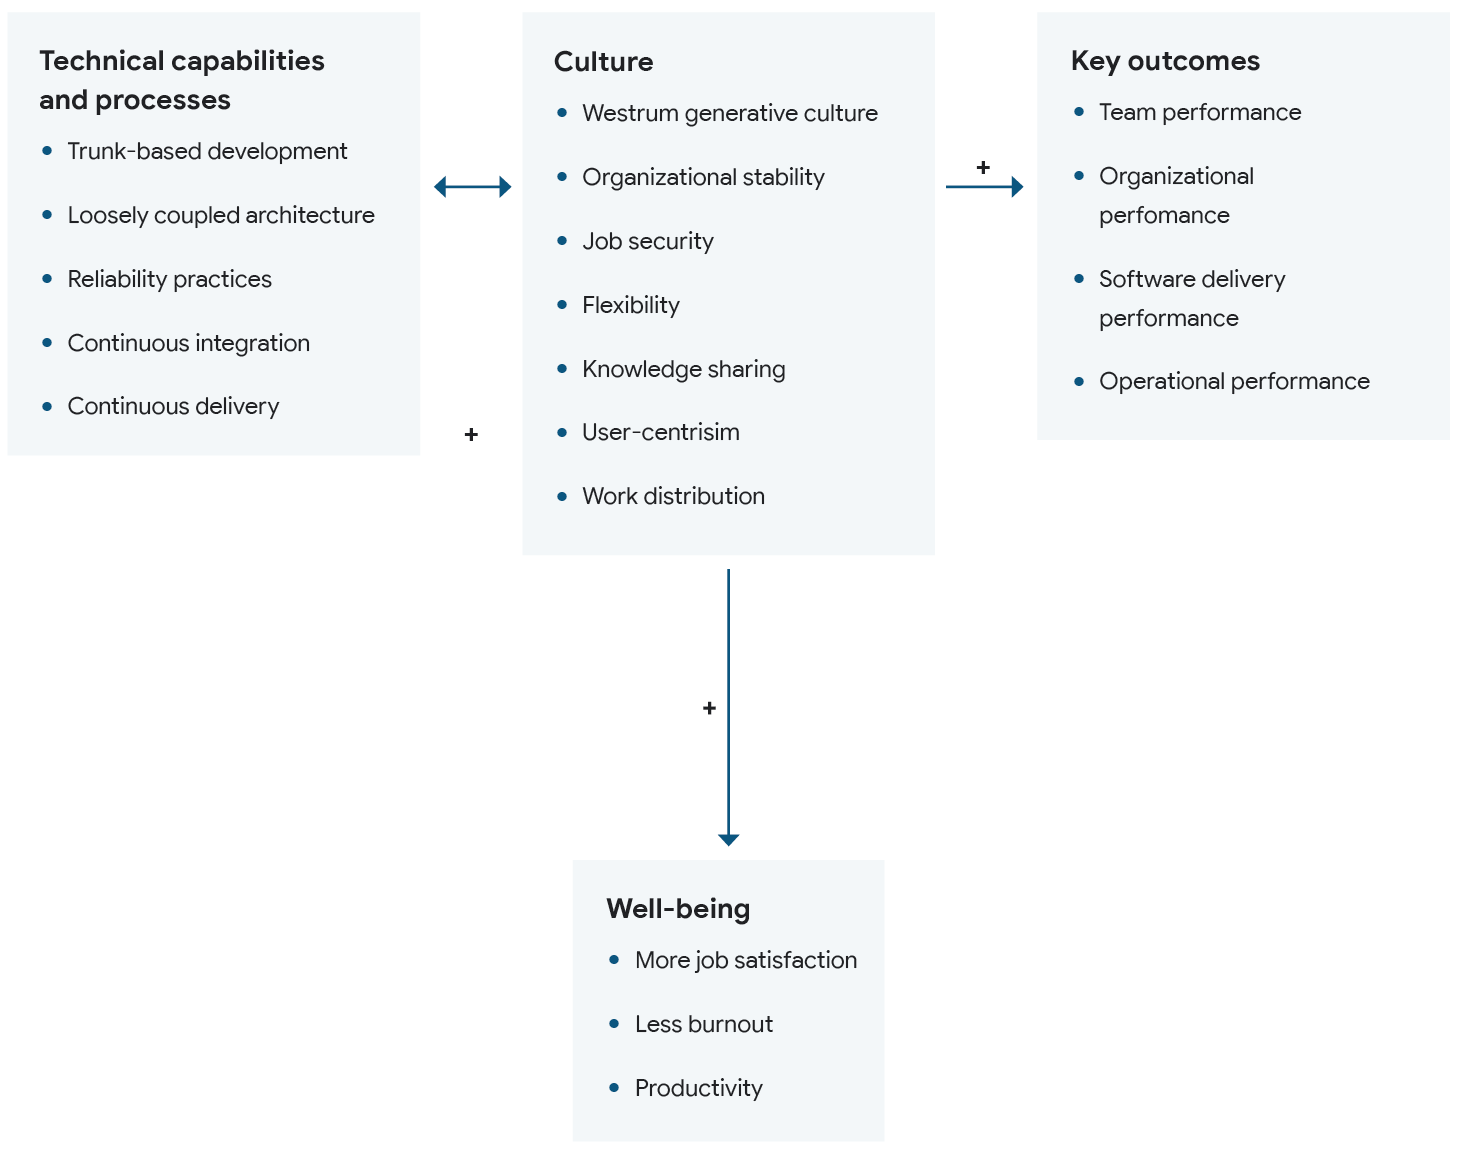 Technical capabilities
and processes
Trunk-based development
Loosely coupled architecture
Reliability practices
Continuous integration
Continuous delivery
+
Culture
Westrum generative culture
Organizational stability
Job security
Flexibility
Knowledge sharing
User-centrisim
Work distribution
+
Key outcomes
Team performance
Organizational
perfomance
Software delivery
performance
Operational performance
+
Well-being
More job satisfaction
Less burnout
Productivity